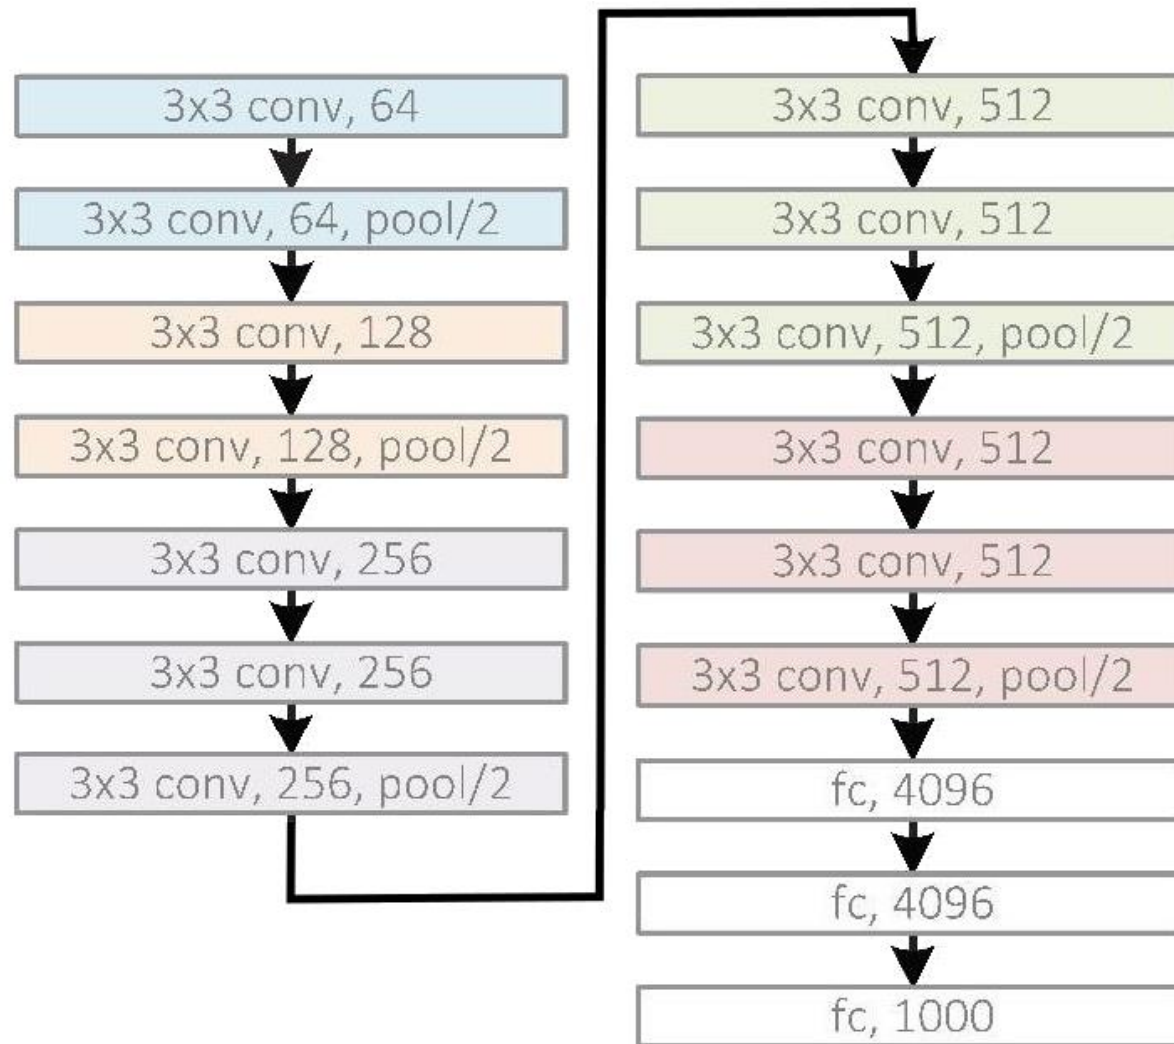 3x3 conv, 64
3x3 conv, 64, pool/2
3x3 conv, 128
3x3 conv, 128, pool/2
3x3 conv, 256
3x3 conv, 256
3x3 conv, 256, pool/2
3x3 conv, 512
3x3 conv, 512
3x3 conv, 512, pool/2
3x3 conv, 512
3x3 conv, 512
3x3 conv, 512, pool/2
fc, 4096
fc, 4096
fc, 1000